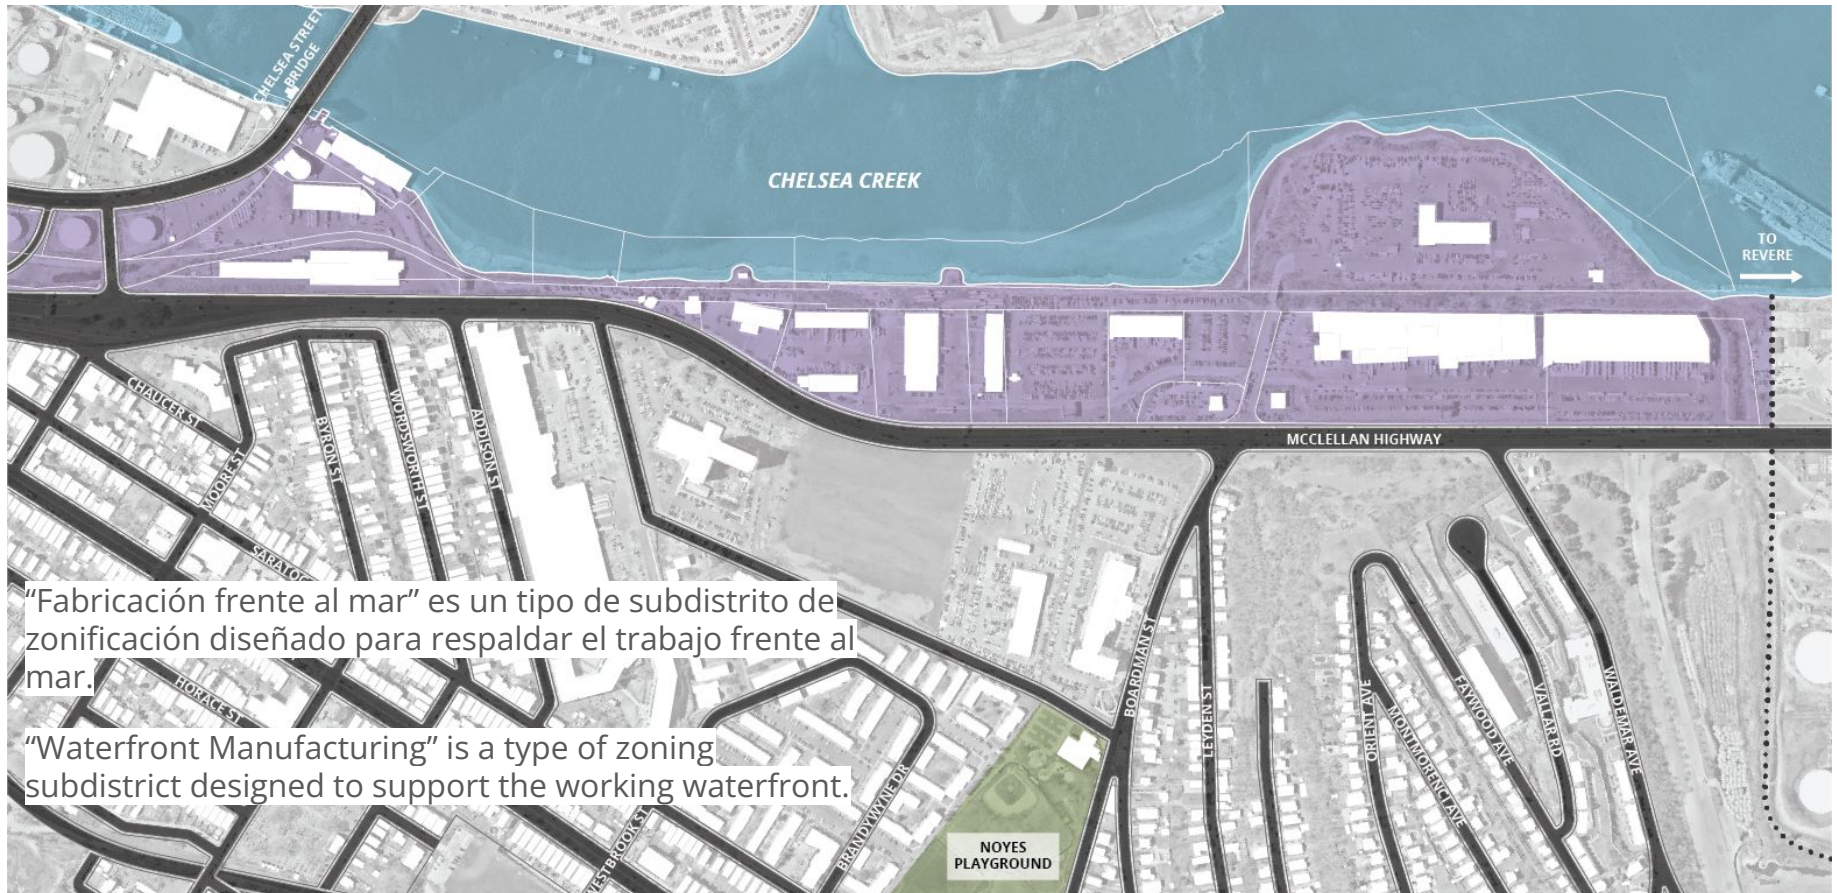 CHELSEA STREET
BRIDGE
CHELSEA CREEK
TO
REVERE
MCCLELLAN HIGHWAY
CHAUCER ST
MOORE ST
BYRON ST
WORDSWORTH ST
ADDISON ST
“Fabricación frente al mar” es un tipo de subdistrito de
zonificación diseñado para respaldar el trabajo frente al
mar.
HORACE ST
“Waterfront Manufacturing” is a type of zoning
subdistrict designed to support the working waterfront.
BOARDMAN ST
LEYDEN ST
ORIENT AVE
MONTMORENCI AVE
FAYWOOD AVE
VALLAR RD
WALDEMAR AVE
BRANDYWYNE DR
WESTBROOK ST
NOYES
PLAYGROUND